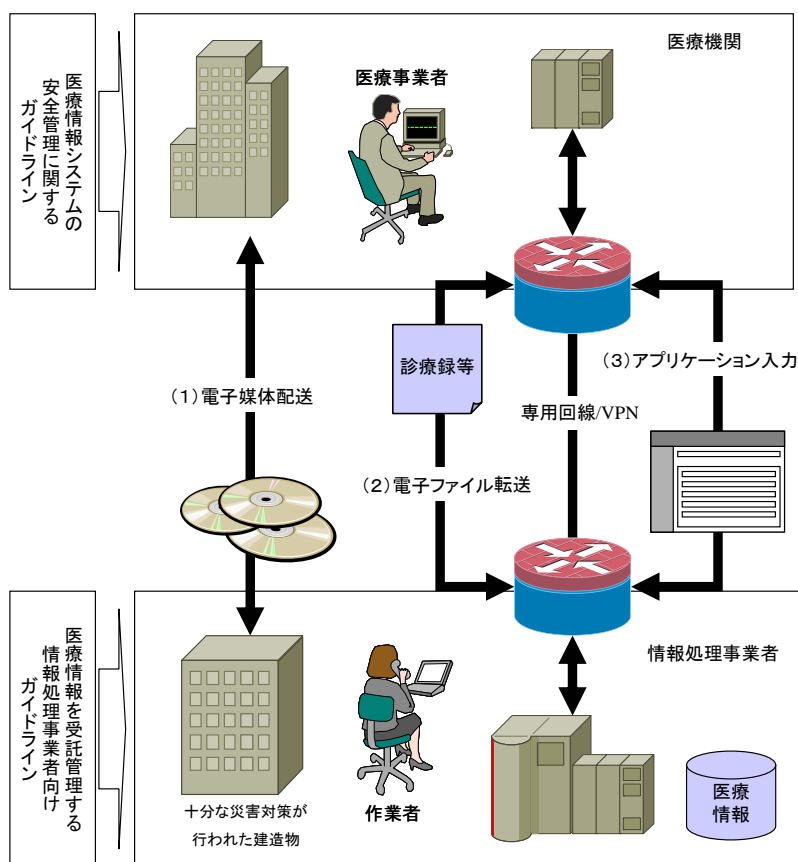 医療情報システムの
安全管理に関する
ガイドライン
医療機関
医療事業者
診療録等
(3)アプリケーション入力
(1)電子媒体配送
専用回線/VPN
(2)電子ファイル転送
医療情報を受託管理する
情報処理事業者向け
ガイドライン
情報処理事業者
十分な災害対策が
行われた建造物
作業者
医療
情報